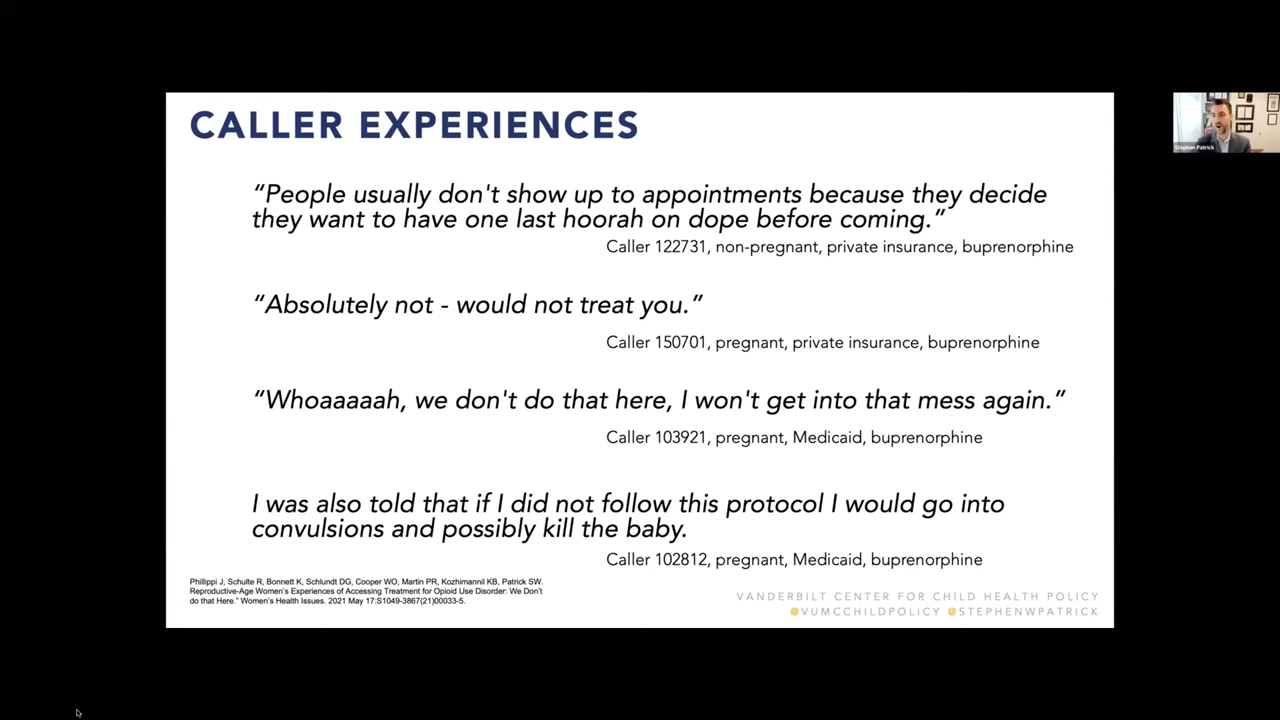 CALLER EXPERIENCES
“People usually don't show up to appointments because they decide
they want to have one last hoorah on dope before coming.”
Caller 122731, non-pregnant, private insurance, buprenorphine
“Absolutely not - would not treat you.”
Caller 150701, pregnant, private insurance, buprenorphine
“Whoaaaaah, we don't do that here, I won't get into that mess again.”
Caller 103921, pregnant, Medicaid, buprenorphine
I was also told that if I did not follow this protocol I would go into
convulsions and possibly kill the baby.
Caller 102812, pregnant, Medicaid, buprenorphine
Phillippi J, Schulte R, Bonnett K, Schlundt DG, Cooper WO, Martin PR, Kozhimannil KB, Patrick SW.
Reproductive-Age Women’s Experiences of Accessing Treatment for Opioid Use Disorder: We Don’t
do that Here.” Women’s Health Issues. 2021 May 17:S1049-3867(21)00033-5.
VANDERBILT CENTER FOR CHILD HEALTH POLICY
@VUMCCHILDPOLICY @STEPHENWPATRICK
Stephen Patrick